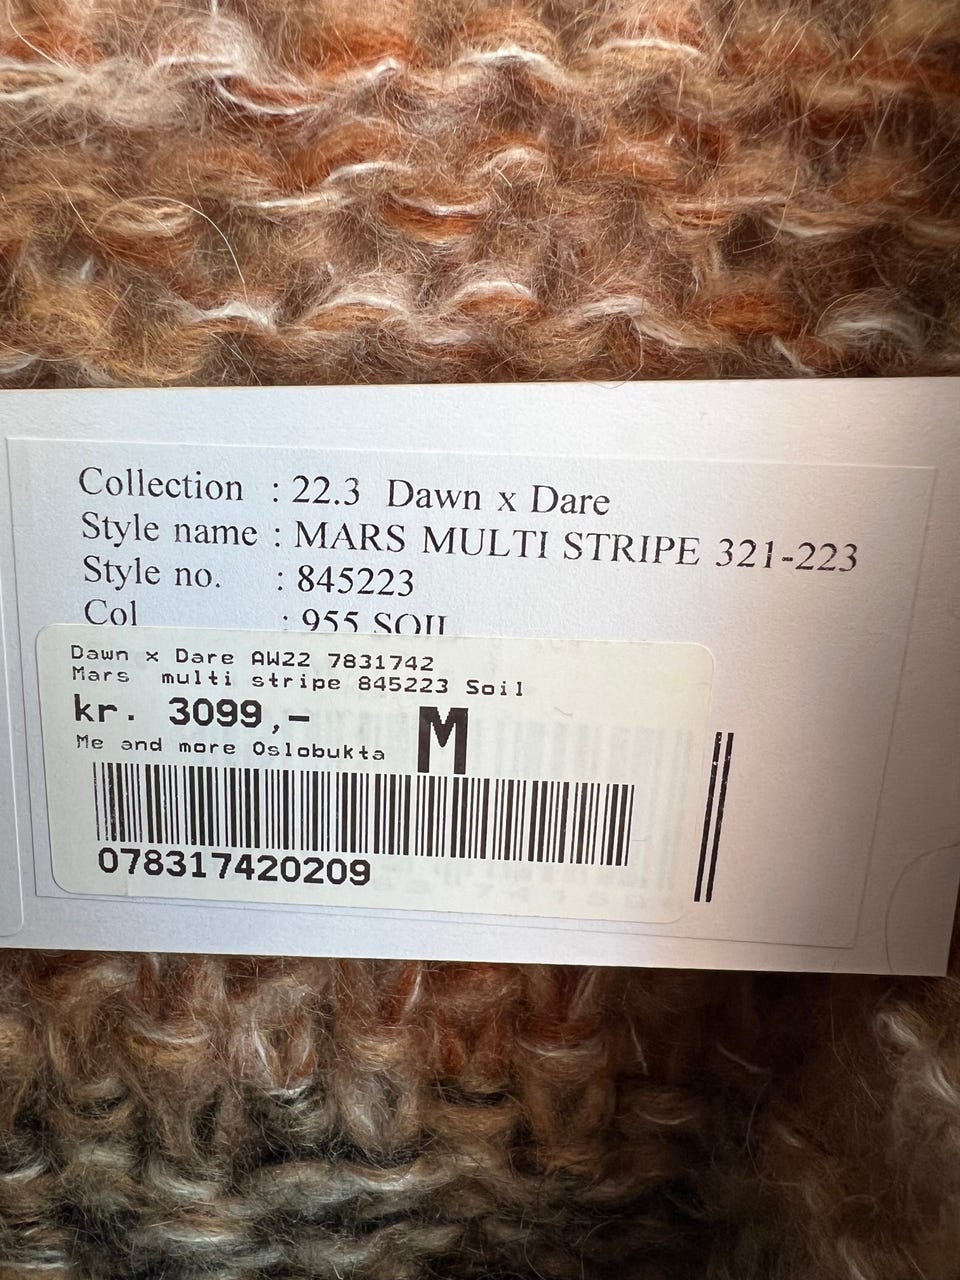 Collection : 22.3 Dawn x Dare
Style name : MARS MULTI STRIPE 321-223
Style no. : 845223
Col : 955 SOIL
Dawn x Dare AW22 7831742
Mars multi stripe 845223 Soil
kr. 3099,-
M
Me and more Oslobukta
078317420209